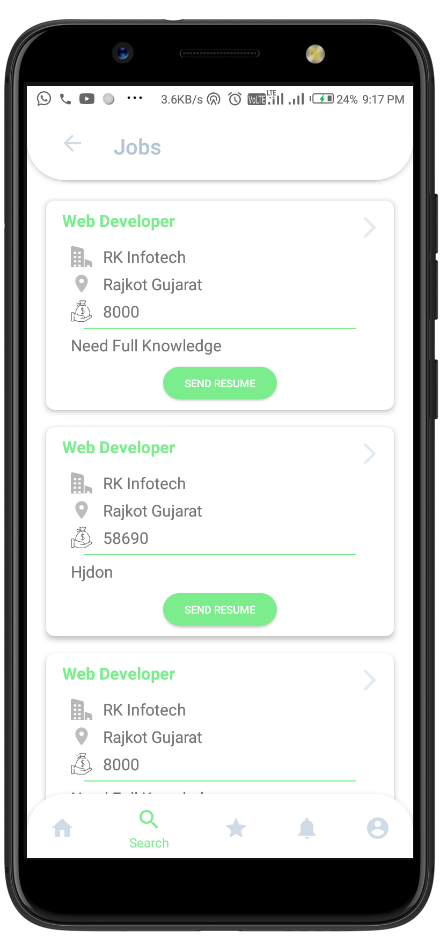 3.6KB/s VoLTE LTE 24% 9:17 PM
Jobs
Web Developer
RK Infotech
Rajkot Gujarat
8000
Need Full Knowledge
SEND RESUME
Web Developer
RK Infotech
Rajkot Gujarat
58690
Hjdon
SEND RESUME
Web Developer
RK Infotech
Rajkot Gujarat
8000
Search